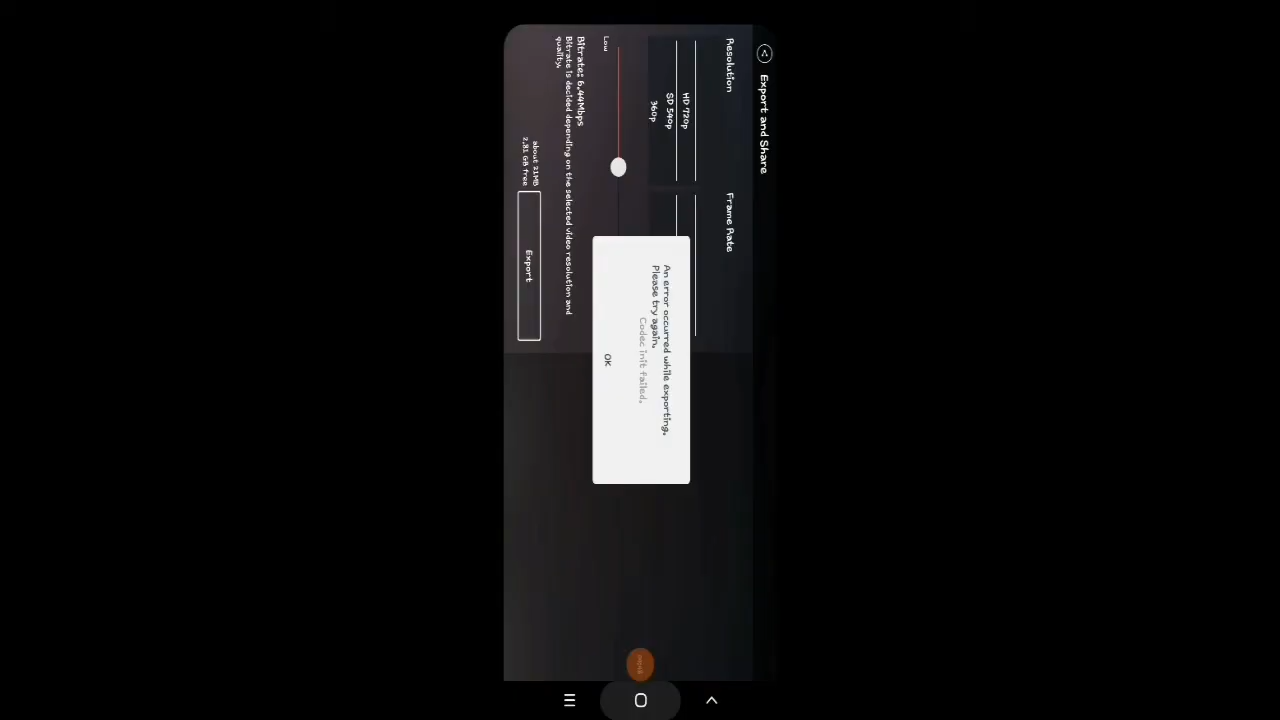 Export and Share
Resolution
Frame Rate
HD 720p
SD 540p
360p
Low
Bitrate: 6.44Mbps
Bitrate is decided depending on the selected video resolution and
quality.
about 21MB
2.81 GB free
Export
An error occurred while exporting.
Please try again.
Codec init failed.
OK